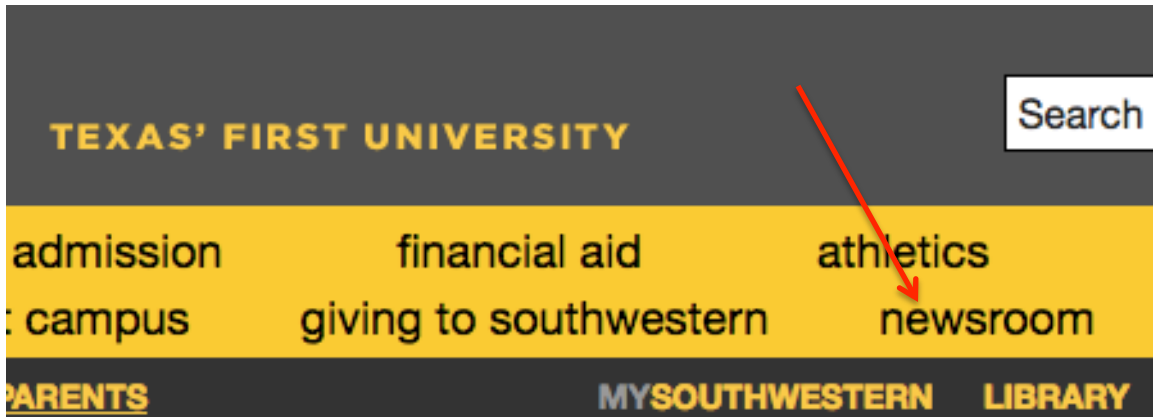 Search
TEXAS' FIRST UNIVERSITY
admission financial aid athletics
campus giving to southwestern newsroom
PARENTS MYSOUTHWESTERN LIBRARY